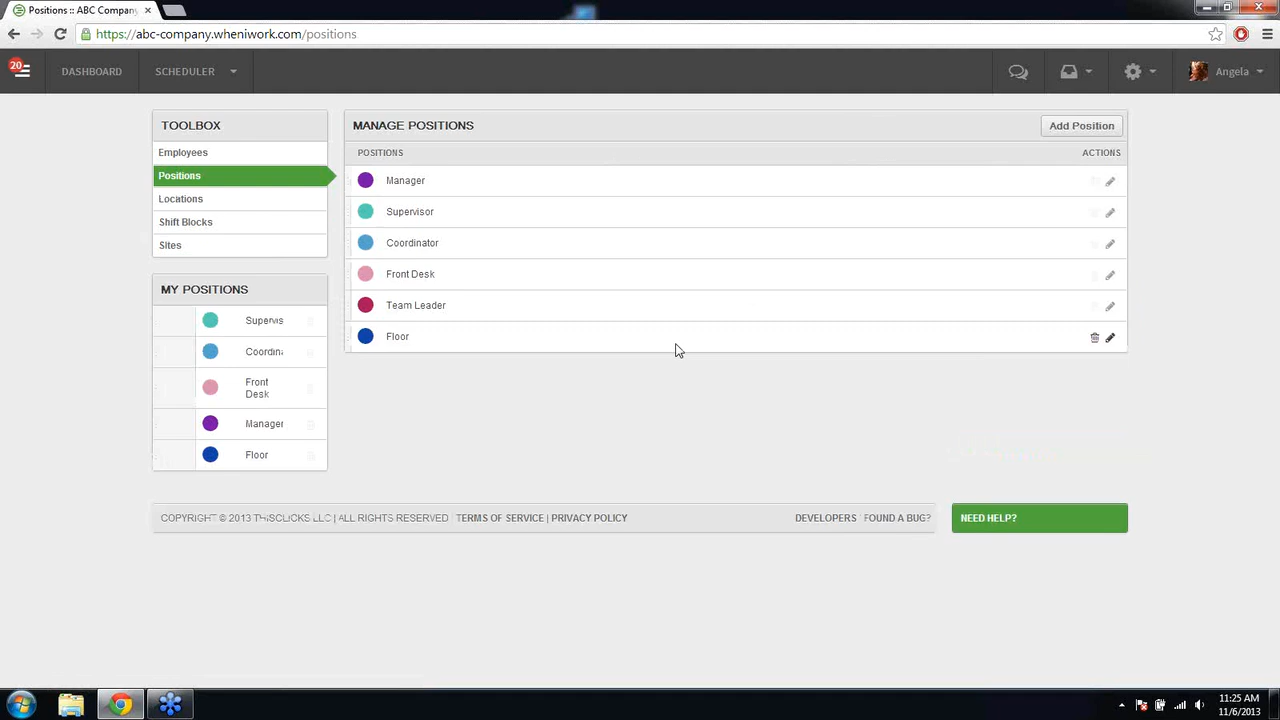 Positions :: ABC Company
https://abc-company.wheniwork.com/positions
20
DASHBOARD
SCHEDULER
Angela
TOOLBOX
Employees
Positions
Locations
Shift Blocks
Sites
MY POSITIONS
Supervis
Coordina
Front
Desk
Manager
Floor
MANAGE POSITIONS
Add Position
POSITIONS
ACTIONS
Manager
Supervisor
Coordinator
Front Desk
Team Leader
Floor
COPYRIGHT © 2013 THISCLICKS LLC | ALL RIGHTS RESERVED TERMS OF SERVICE | PRIVACY POLICY
DEVELOPERS FOUND A BUG?
NEED HELP?
11:25 AM
11/6/2013